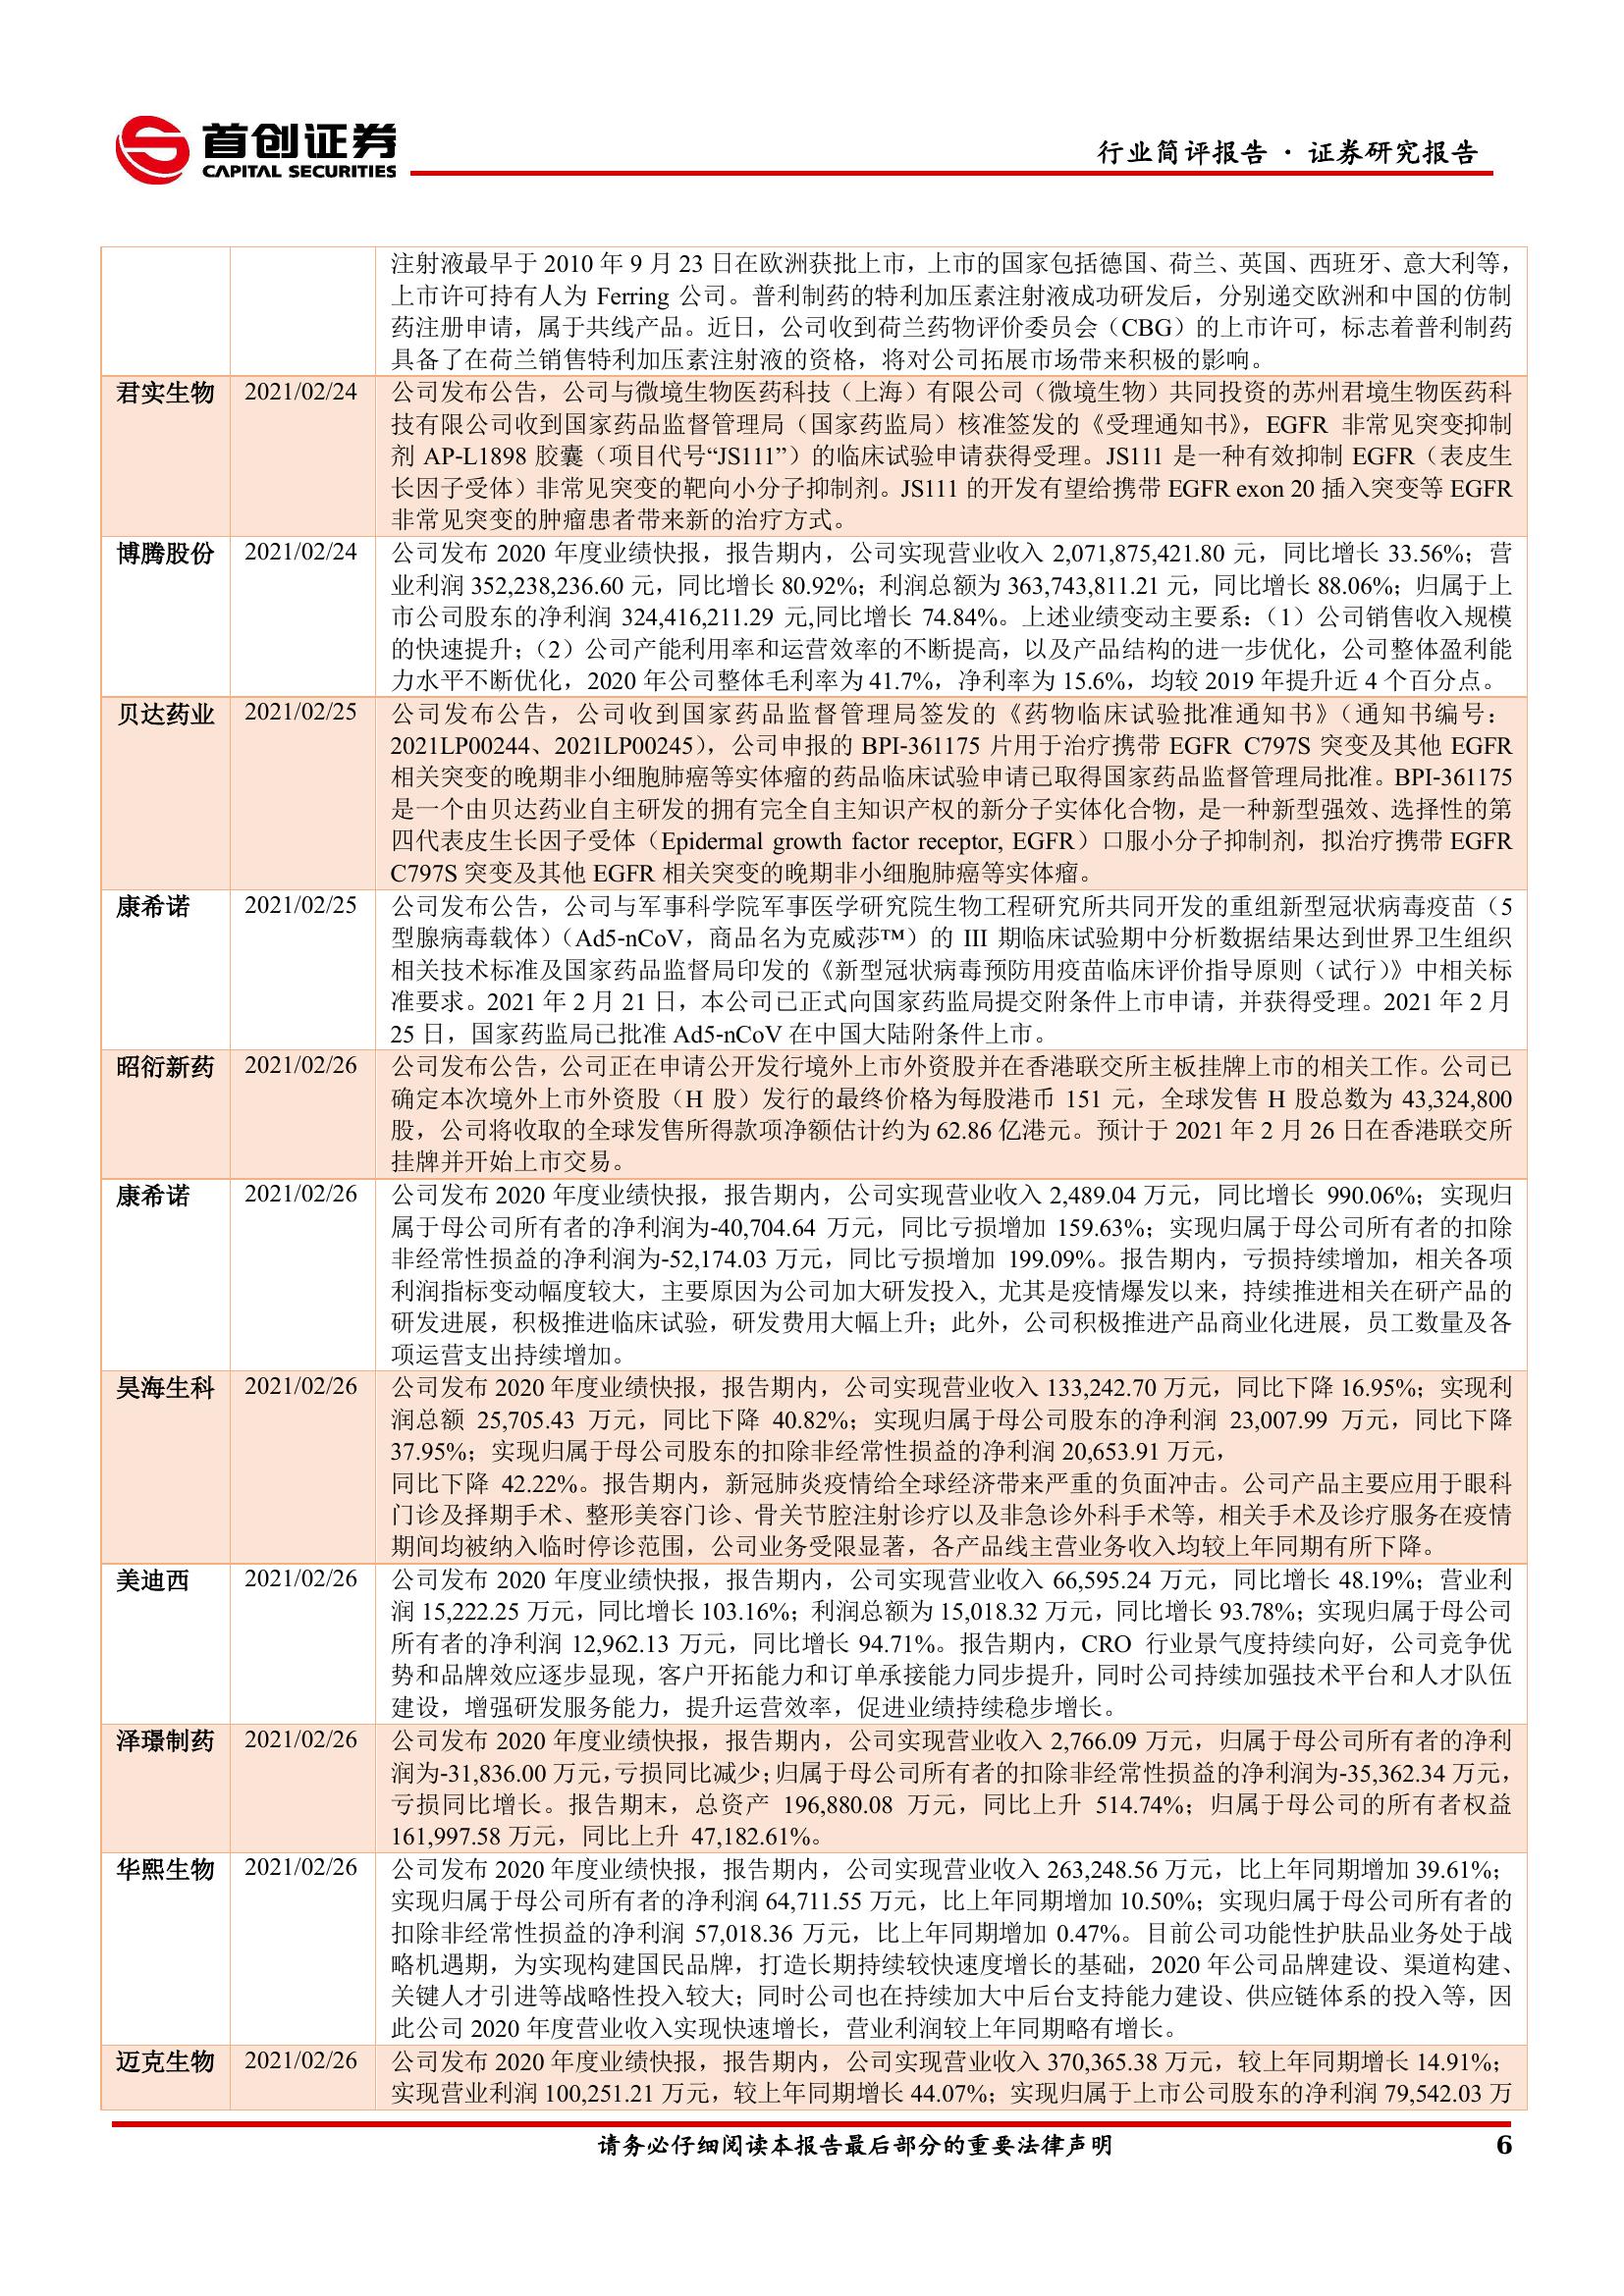 首创证券
CAPITAL SECURITIES
行业简评报告 · 证券研究报告
注射液最早于 2010 年 9 月 23 日在欧洲获批上市，上市的国家包括德国、荷兰、英国、西班牙、意大利等，
上市许可持有人为 Ferring 公司。普利制药的特利加压素注射液成功研发后，分别递交欧洲和中国的仿制
药注册申请，属于共线产品。近日，公司收到荷兰药物评价委员会（CBG）的上市许可，标志着普利制药
具备了在荷兰销售特利加压素注射液的资格，将对公司拓展市场带来积极的影响。
君实生物 2021/02/24 公司发布公告，公司与微境生物医药科技（上海）有限公司（微境生物）共同投资的苏州君境生物医药科
技有限公司收到国家药品监督管理局（国家药监局）核准签发的《受理通知书》，EGFR 非常见突变抑制
剂 AP-L1898 胶囊（项目代号“JS111”）的临床试验申请获得受理。JS111 是一种有效抑制 EGFR（表皮生
长因子受体）非常见突变的靶向小分子抑制剂。JS111 的开发有望给携带 EGFR exon 20 插入突变等 EGFR
非常见突变的肿瘤患者带来新的治疗方式。
博腾股份 2021/02/24 公司发布 2020 年度业绩快报，报告期内，公司实现营业收入 2,071,875,421.80 元，同比增长 33.56%；营
业利润 352,238,236.60 元，同比增长 80.92%；利润总额为 363,743,811.21 元，同比增长 88.06%；归属于上
市公司股东的净利润 324,416,211.29 元,同比增长 74.84%。上述业绩变动主要系：（1）公司销售收入规模
的快速提升；（2）公司产能利用率和运营效率的不断提高，以及产品结构的进一步优化，公司整体盈利能
力水平不断优化，2020 年公司整体毛利率为 41.7%，净利率为 15.6%，均较 2019 年提升近 4 个百分点。
贝达药业 2021/02/25 公司发布公告，公司收到国家药品监督管理局签发的《药物临床试验批准通知书》（通知书编号：
2021LP00244、2021LP00245），公司申报的 BPI-361175 片用于治疗携带 EGFR C797S 突变及其他 EGFR
相关突变的晚期非小细胞肺癌等实体瘤的药品临床试验申请已取得国家药品监督管理局批准。BPI-361175
是一个由贝达药业自主研发的拥有完全自主知识产权的新分子实体化合物，是一种新型强效、选择性的第
四代表皮生长因子受体（Epidermal growth factor receptor, EGFR）口服小分子抑制剂，拟治疗携带 EGFR
C797S 突变及其他 EGFR 相关突变的晚期非小细胞肺癌等实体瘤。
康希诺 2021/02/25 公司发布公告，公司与军事科学院军事医学研究院生物工程研究所共同开发的重组新型冠状病毒疫苗（5
型腺病毒载体）（Ad5-nCoV，商品名为克威莎™）的 III 期临床试验期中分析数据结果达到世界卫生组织
相关技术标准及国家药品监督局印发的《新型冠状病毒预防用疫苗临床评价指导原则（试行）》中相关标
准要求。2021 年 2 月 21 日，本公司已正式向国家药监局提交附条件上市申请，并获得受理。2021 年 2 月
25 日，国家药监局已批准 Ad5-nCoV 在中国大陆附条件上市。
昭衍新药 2021/02/26 公司发布公告，公司正在申请公开发行境外上市外资股并在香港联交所主板挂牌上市的相关工作。公司已
确定本次境外上市外资股（H 股）发行的最终价格为每股港币 151 元，全球发售 H 股总数为 43,324,800
股，公司将收取的全球发售所得款项净额估计约为 62.86 亿港元。预计于 2021 年 2 月 26 日在香港联交所
挂牌并开始上市交易。
康希诺 2021/02/26 公司发布 2020 年度业绩快报，报告期内，公司实现营业收入 2,489.04 万元，同比增长 990.06%；实现归
属于母公司所有者的净利润为-40,704.64 万元，同比亏损增加 159.63%；实现归属于母公司所有者的扣除
非经常性损益的净利润为-52,174.03 万元，同比亏损增加 199.09%。报告期内，亏损持续增加，相关各项
利润指标变动幅度较大，主要原因为公司加大研发投入, 尤其是疫情爆发以来，持续推进相关在研产品的
研发进展，积极推进临床试验，研发费用大幅上升；此外，公司积极推进产品商业化进展，员工数量及各
项运营支出持续增加。
昊海生科 2021/02/26 公司发布 2020 年度业绩快报，报告期内，公司实现营业收入 133,242.70 万元，同比下降 16.95%；实现利
润总额 25,705.43 万元，同比下降 40.82%；实现归属于母公司股东的净利润 23,007.99 万元，同比下降
37.95%；实现归属于母公司股东的扣除非经常性损益的净利润 20,653.91 万元，
同比下降 42.22%。报告期内，新冠肺炎疫情给全球经济带来严重的负面冲击。公司产品主要应用于眼科
门诊及择期手术、整形美容门诊、骨关节腔注射诊疗以及非急诊外科手术等，相关手术及诊疗服务在疫情
期间均被纳入临时停诊范围，公司业务受限显著，各产品线主营业务收入均较上年同期有所下降。
美迪西 2021/02/26 公司发布 2020 年度业绩快报，报告期内，公司实现营业收入 66,595.24 万元，同比增长 48.19%；营业利
润 15,222.25 万元，同比增长 103.16%；利润总额为 15,018.32 万元，同比增长 93.78%；实现归属于母公司
所有者的净利润 12,962.13 万元，同比增长 94.71%。报告期内，CRO 行业景气度持续向好，公司竞争优
势和品牌效应逐步显现，客户开拓能力和订单承接能力同步提升，同时公司持续加强技术平台和人才队伍
建设，增强研发服务能力，提升运营效率，促进业绩持续稳步增长。
泽璟制药 2021/02/26 公司发布 2020 年度业绩快报，报告期内，公司实现营业收入 2,766.09 万元，归属于母公司所有者的净利
润为-31,836.00 万元，亏损同比减少；归属于母公司所有者的扣除非经常性损益的净利润为-35,362.34 万元，
亏损同比增长。报告期末，总资产 196,880.08 万元，同比上升 514.74%；归属于母公司的所有者权益
161,997.58 万元，同比上升 47,182.61%。
华熙生物 2021/02/26 公司发布 2020 年度业绩快报，报告期内，公司实现营业收入 263,248.56 万元，比上年同期增加 39.61%；
实现归属于母公司所有者的净利润 64,711.55 万元，比上年同期增加 10.50%；实现归属于母公司所有者的
扣除非经常性损益的净利润 57,018.36 万元，比上年同期增加 0.47%。目前公司功能性护肤品业务处于战
略机遇期，为实现构建国民品牌，打造长期持续较快速度增长的基础，2020 年公司品牌建设、渠道构建、
关键人才引进等战略性投入较大；同时公司也在持续加大中后台支持能力建设、供应链体系的投入等，因
此公司 2020 年度营业收入实现快速增长，营业利润较上年同期略有增长。
迈克生物 2021/02/26 公司发布 2020 年度业绩快报，报告期内，公司实现营业收入 370,365.38 万元，较上年同期增长 14.91%；
实现营业利润 100,251.21 万元，较上年同期增长 44.07%；实现归属于上市公司股东的净利润 79,542.03 万
请务必仔细阅读本报告最后部分的重要法律声明 6